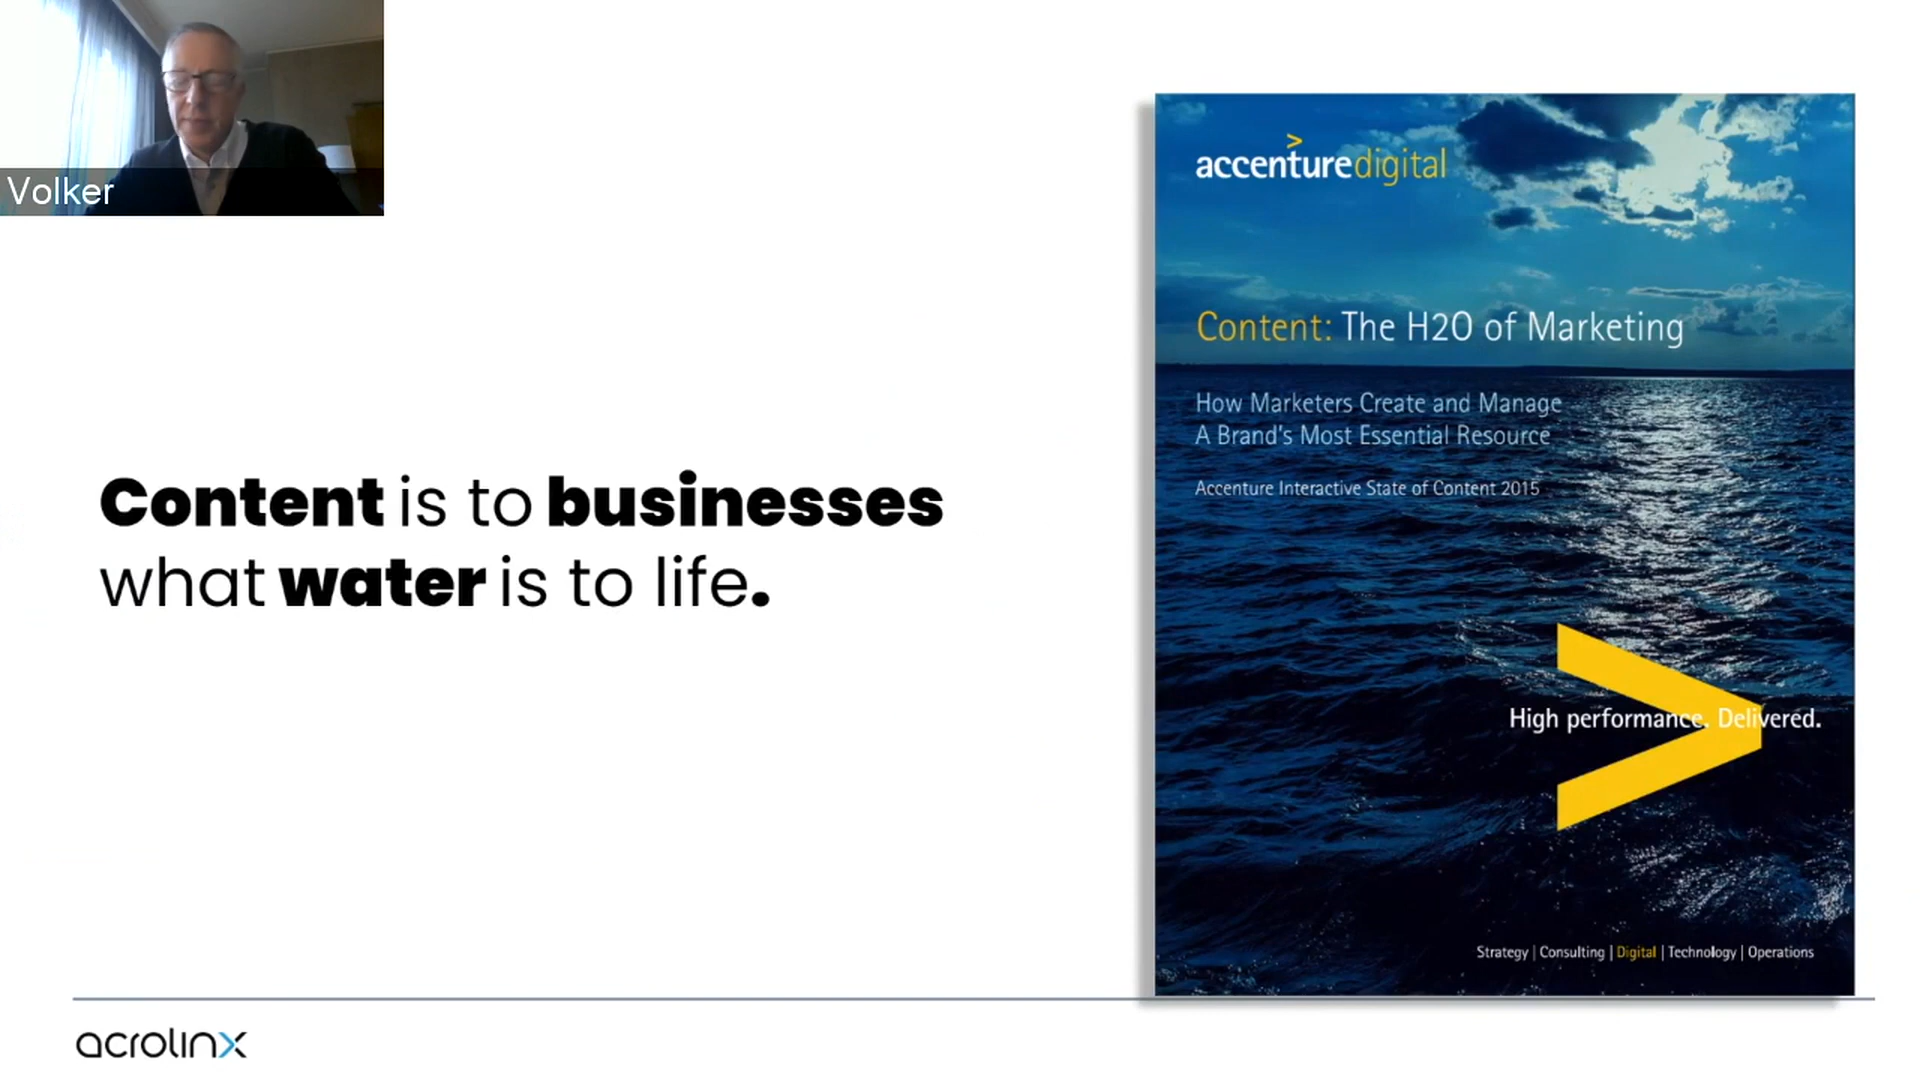 Volker
Content is to businesses
what water is to life.
accenturedigital
Content: The H2O of Marketing
How Marketers Create and Manage
A Brand's Most Essential Resource
Accenture Interactive State of Content 2015
High performance. Delivered.
Strategy | Consulting | Digital | Technology | Operations
acrolinx